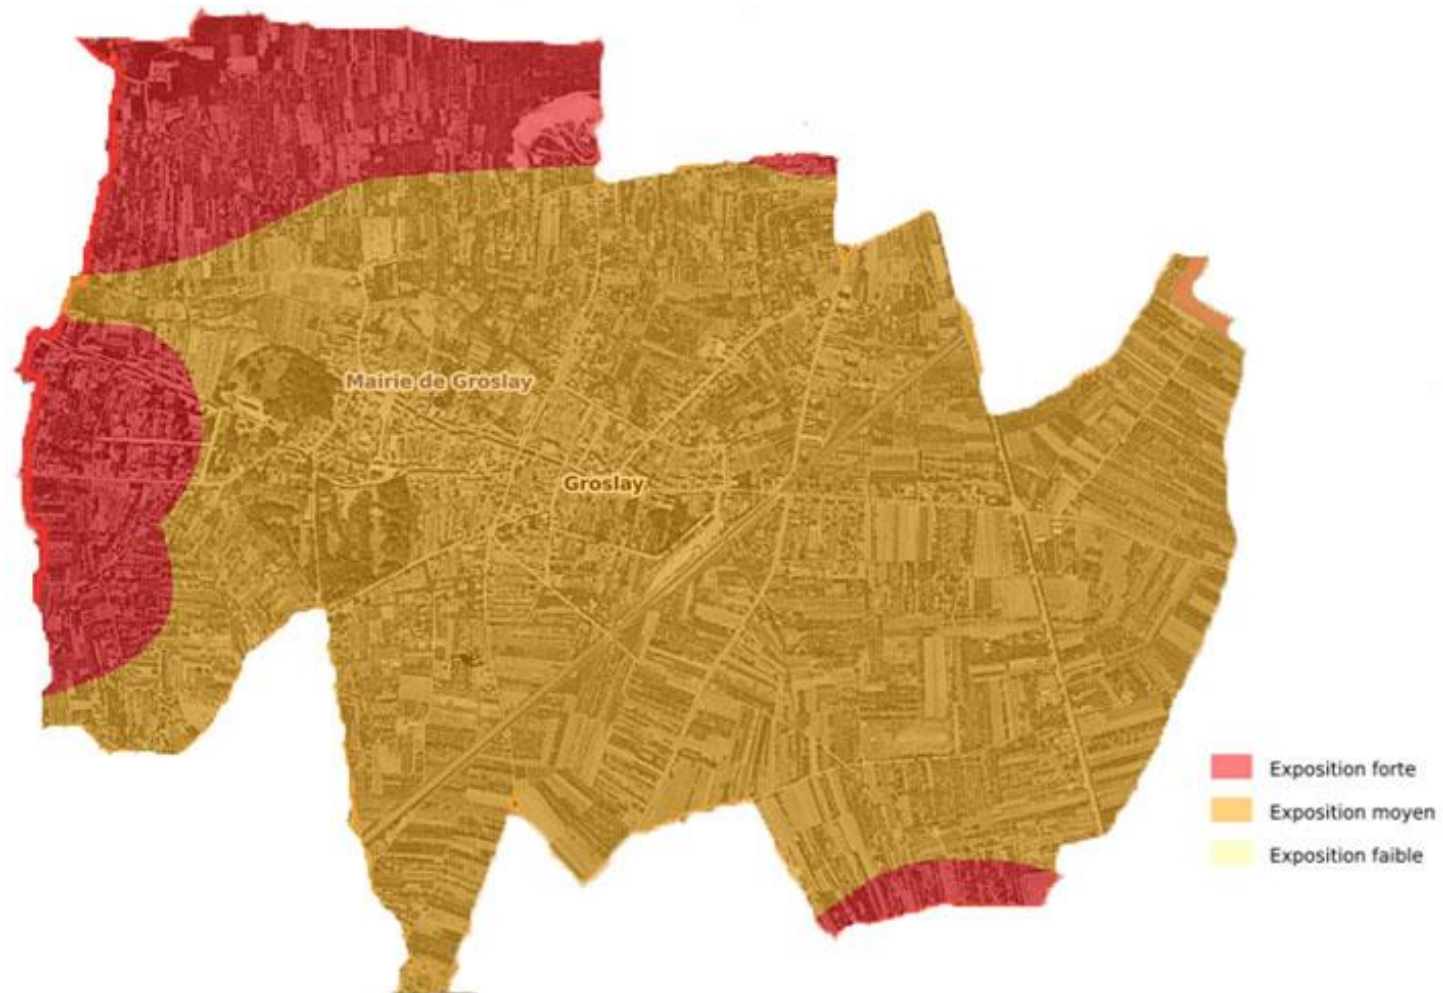 Mairie de Groslay
Groslay
Exposition forte
Exposition moyen
Exposition faible